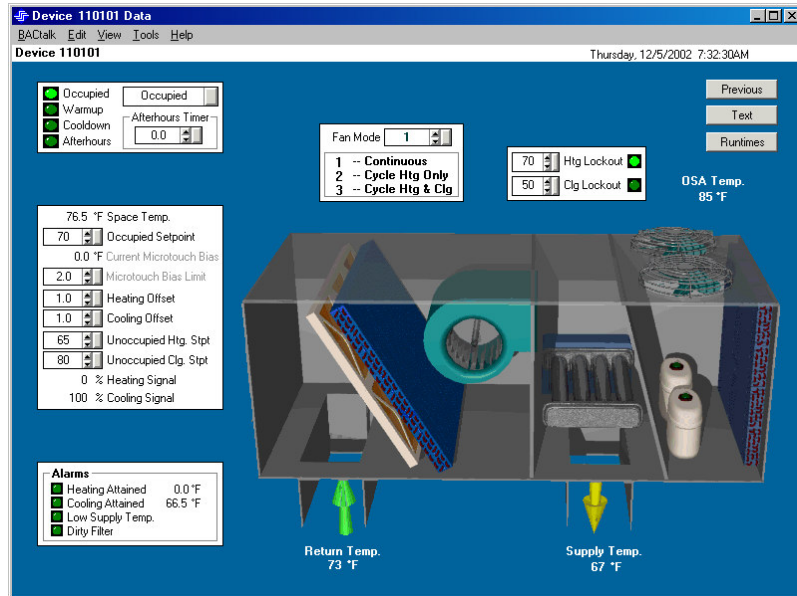 Device 110101 Data
BACtalk Edit View Tools Help
Device 110101
Thursday, 12/5/2002 7:32:30AM
Occupied
Warmup
Cooldown
Afterhours
Occupied
Afterhours Timer
0.0
Fan Mode 1
1 -- Continuous
2 -- Cycle Htg Only
3 -- Cycle Htg & Clg
70 Htg Lockout
50 Clg Lockout
Previous
Text
Runtimes
OSA Temp.
85 °F
76.5 °F Space Temp.
70 Occupied Setpoint
0.0 °F Current Microtouch Bias
2.0 Microtouch Bias Limit
1.0 Heating Offset
1.0 Cooling Offset
65 Unoccupied Htg. Stpt
80 Unoccupied Clg. Stpt
0 % Heating Signal
100 % Cooling Signal
Alarms
Heating Attained 0.0 °F
Cooling Attained 66.5 °F
Low Supply Temp.
Dirty Filter
Return Temp.
73 °F
Supply Temp.
67 °F